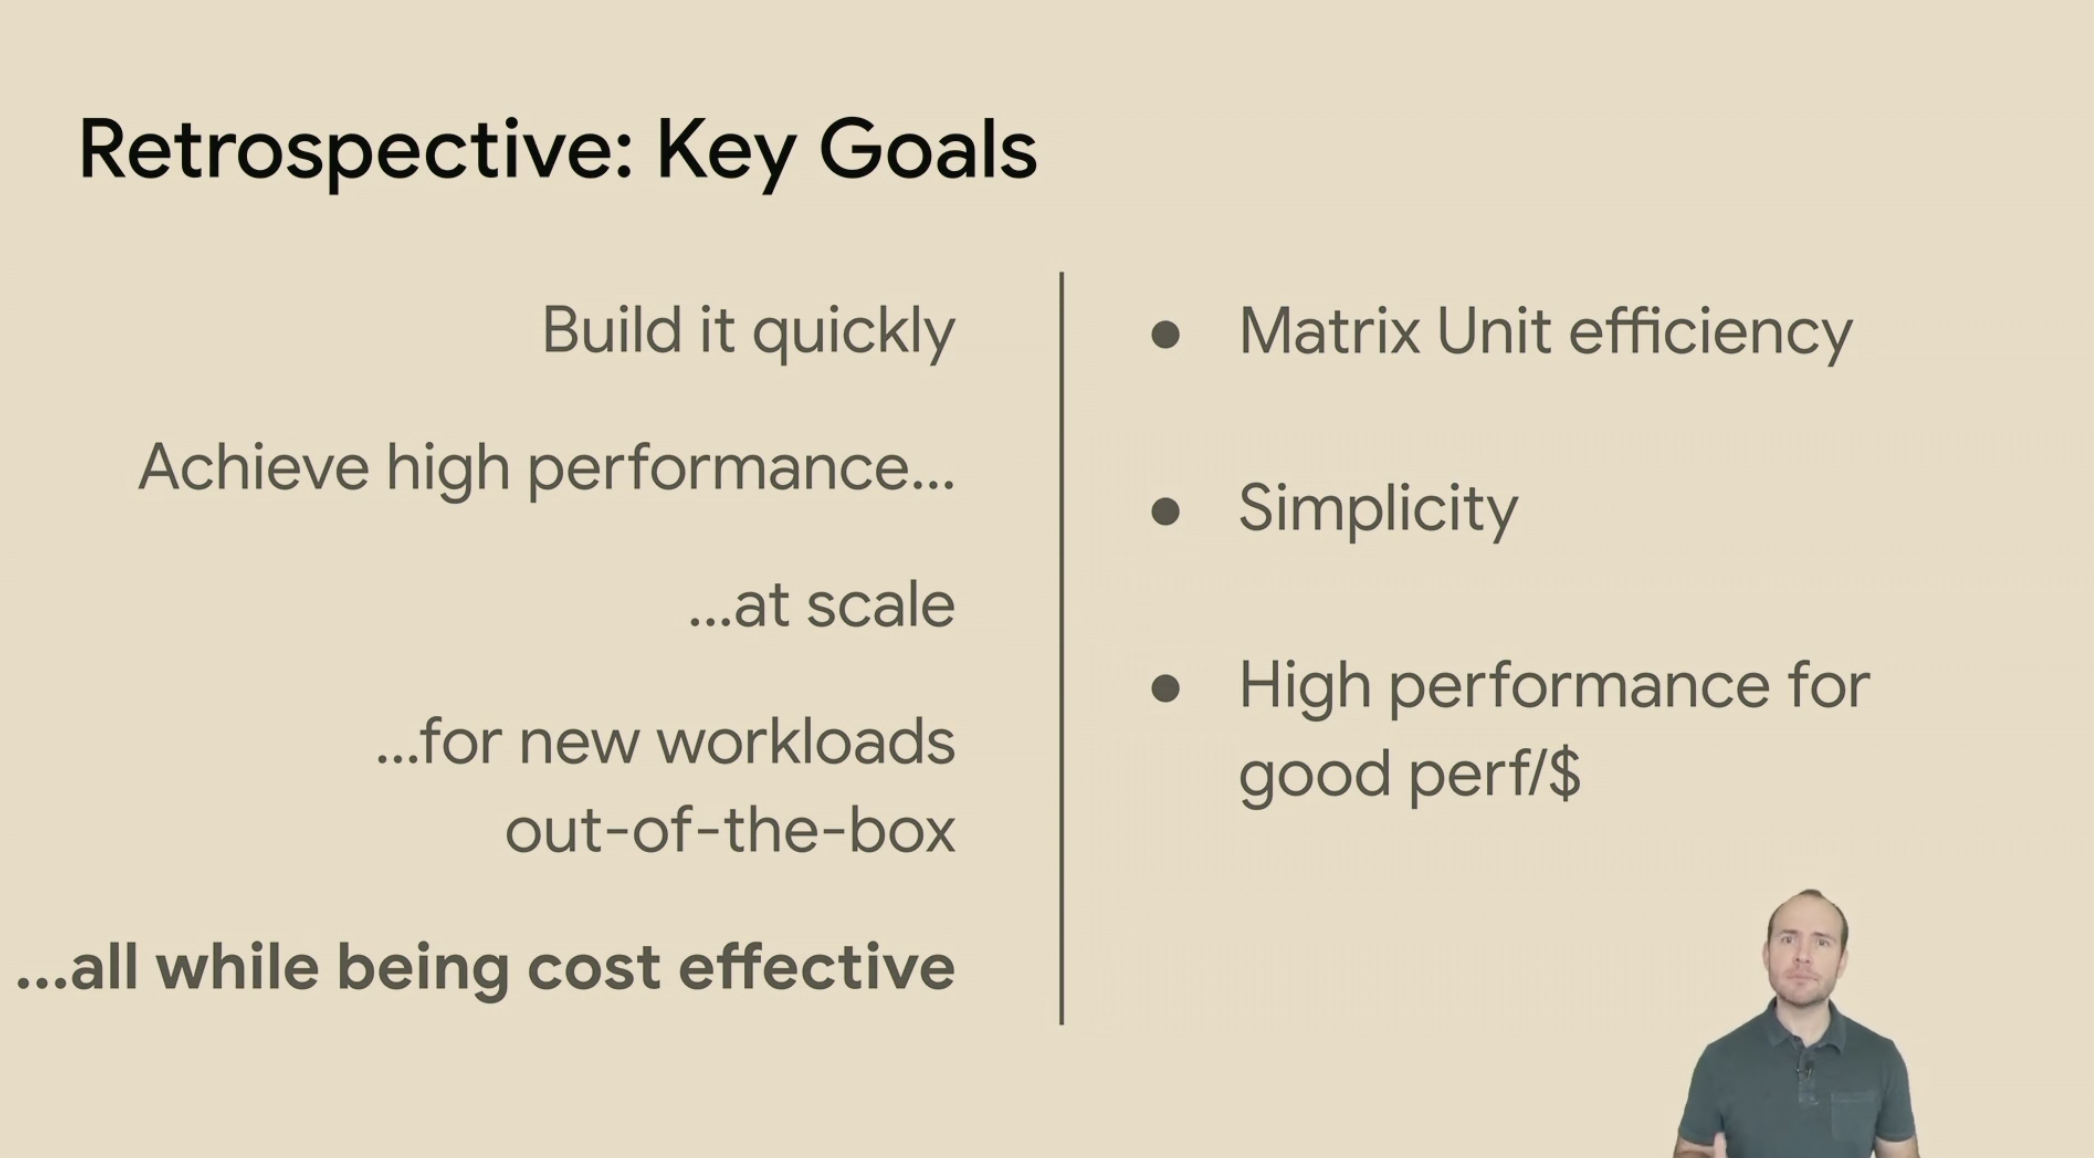 Retrospective: Key Goals
Build it quickly
Achieve high performance...
...at scale
...for new workloads
out-of-the-box
...all while being cost effective
● Matrix Unit efficiency
● Simplicity
● High performance for
good perf/$